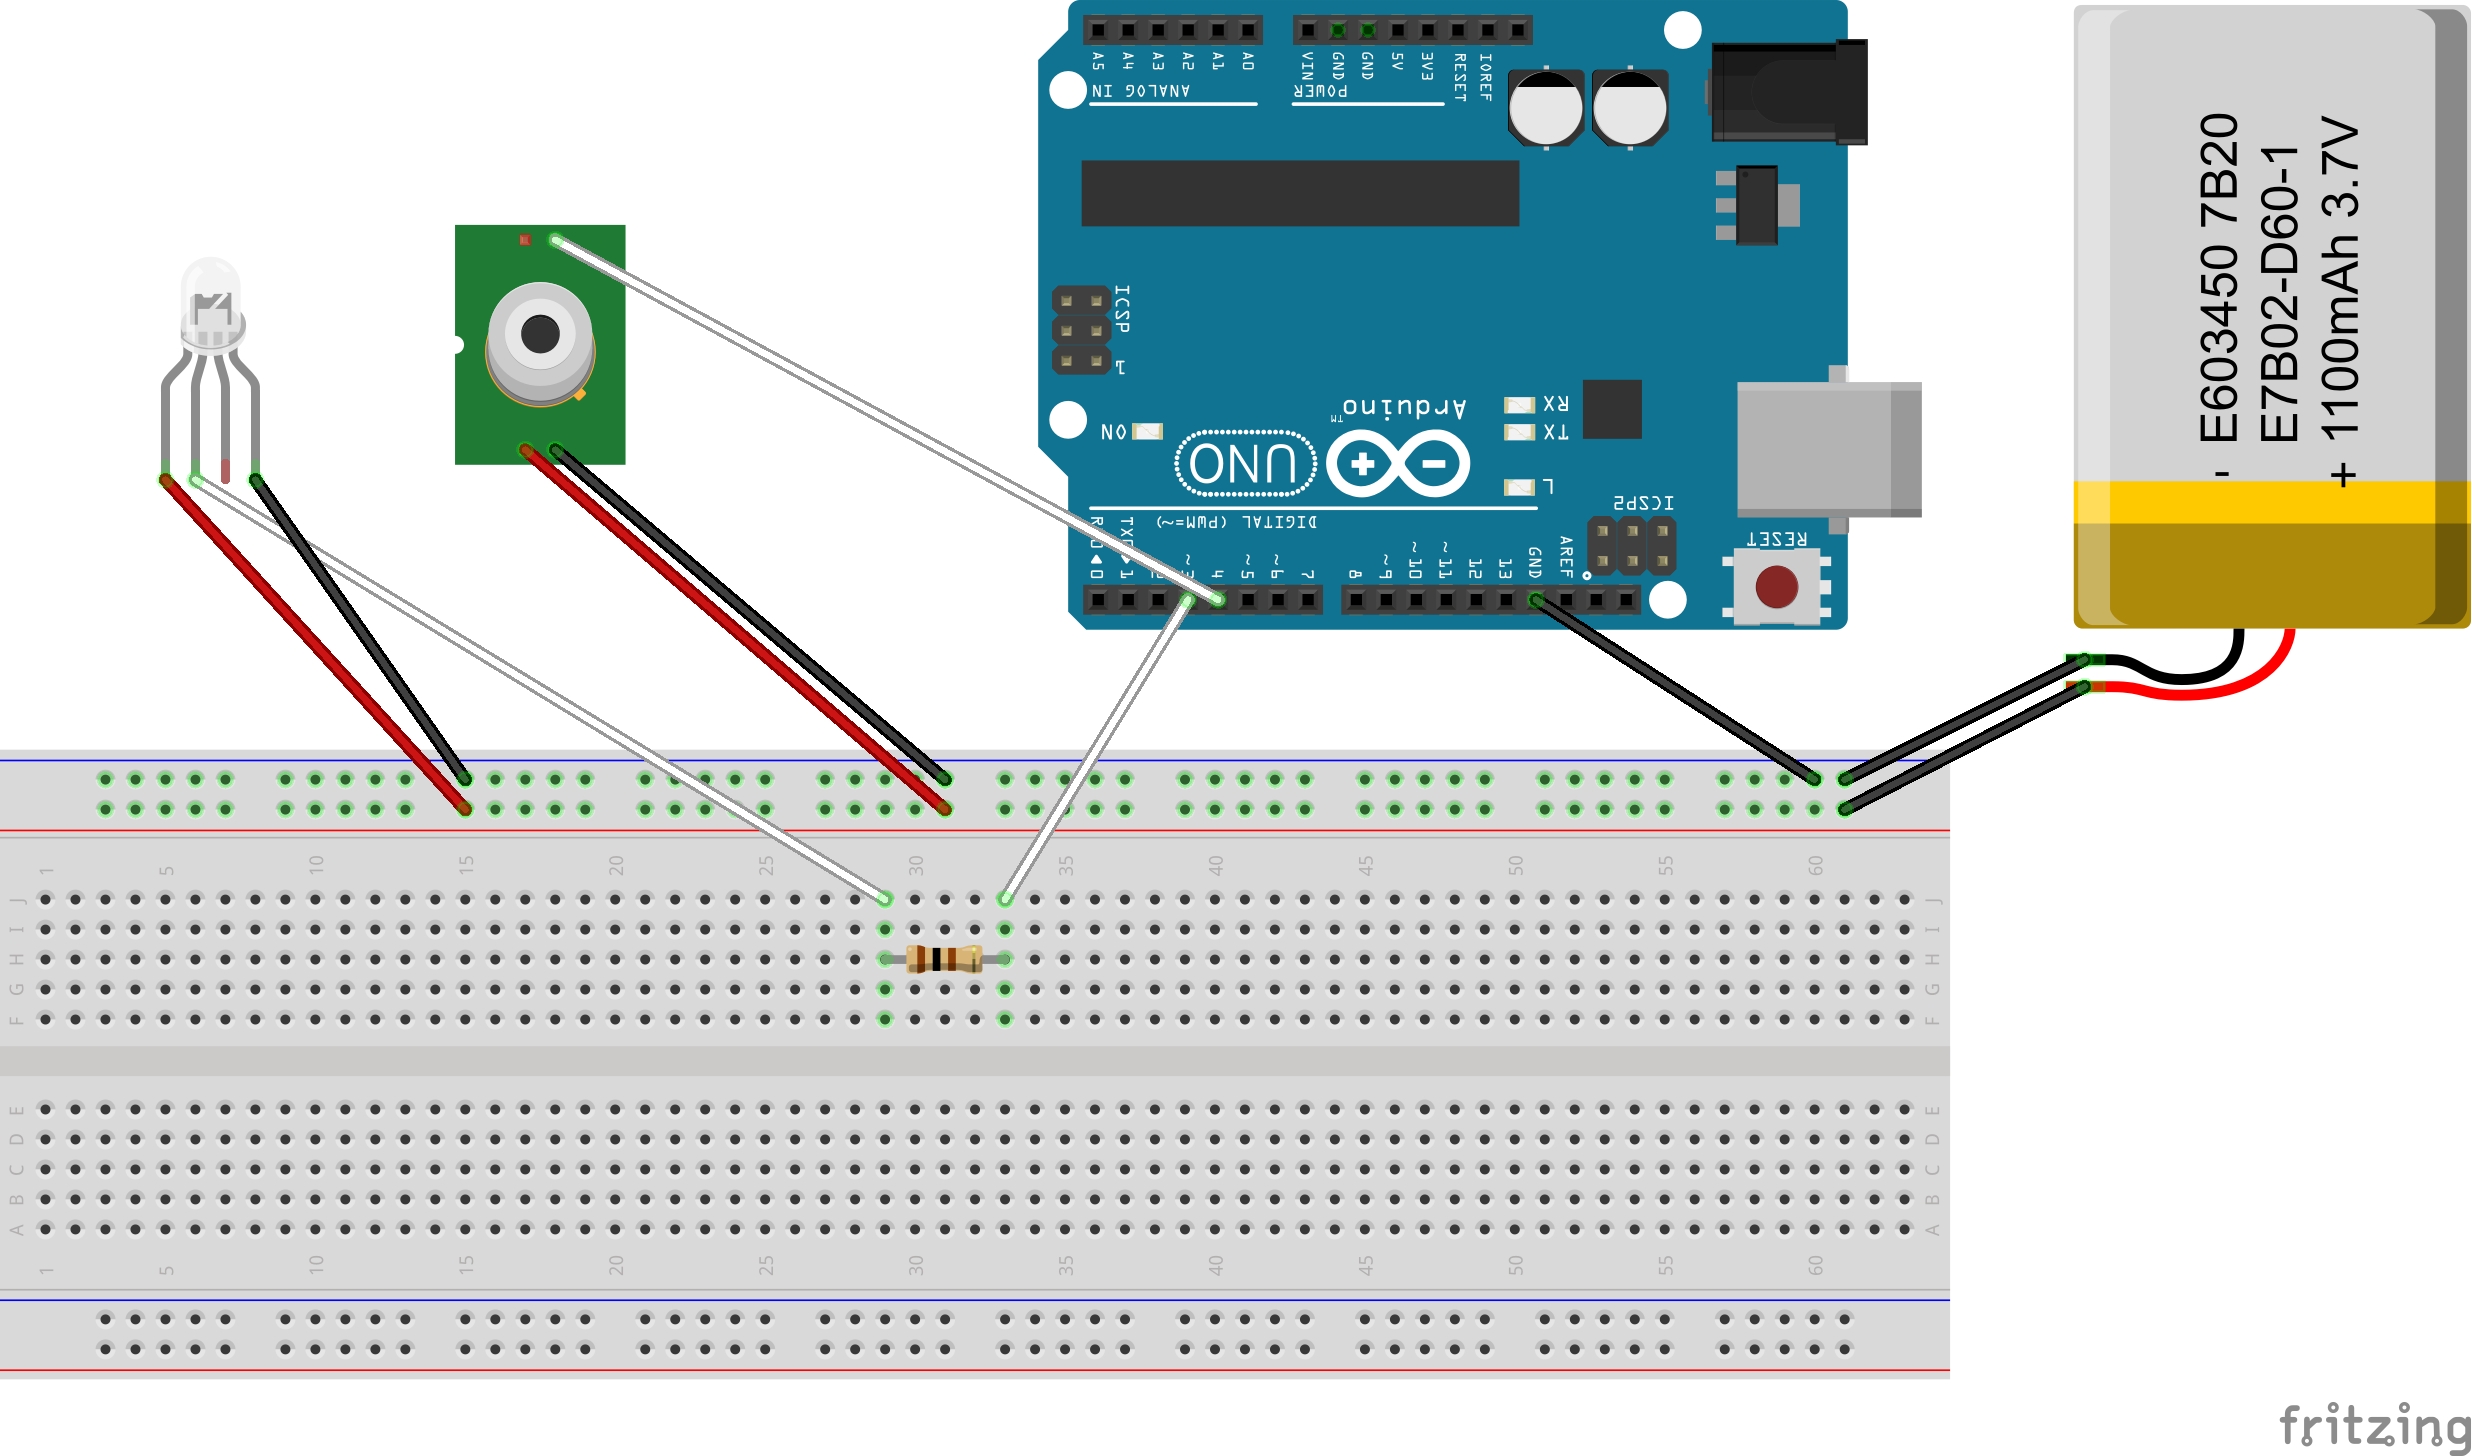 A5 A4 A3 A2 A1 A0
ANALOG IN
VIN GND GND 5V 3V3 RESET IOREF
POWER
ICSP
1
ON
UNO
Arduino
TM
RX
TX
L
ICSP2
RESET
DIGITAL (PWM=~)
0 1 2 ~3 4 ~5 ~6 7
8 ~9 ~10 ~11 12 13 GND AREF
- E603450 7B20
E7B02-D60-1
+ 1100mAh 3.7V
1 5 10 15 20 25 30 35 40 45 50 55 60
J J
I I
H H
G G
F F
E E
D D
C C
B B
A A
1 5 10 15 20 25 30 35 40 45 50 55 60
fritzing